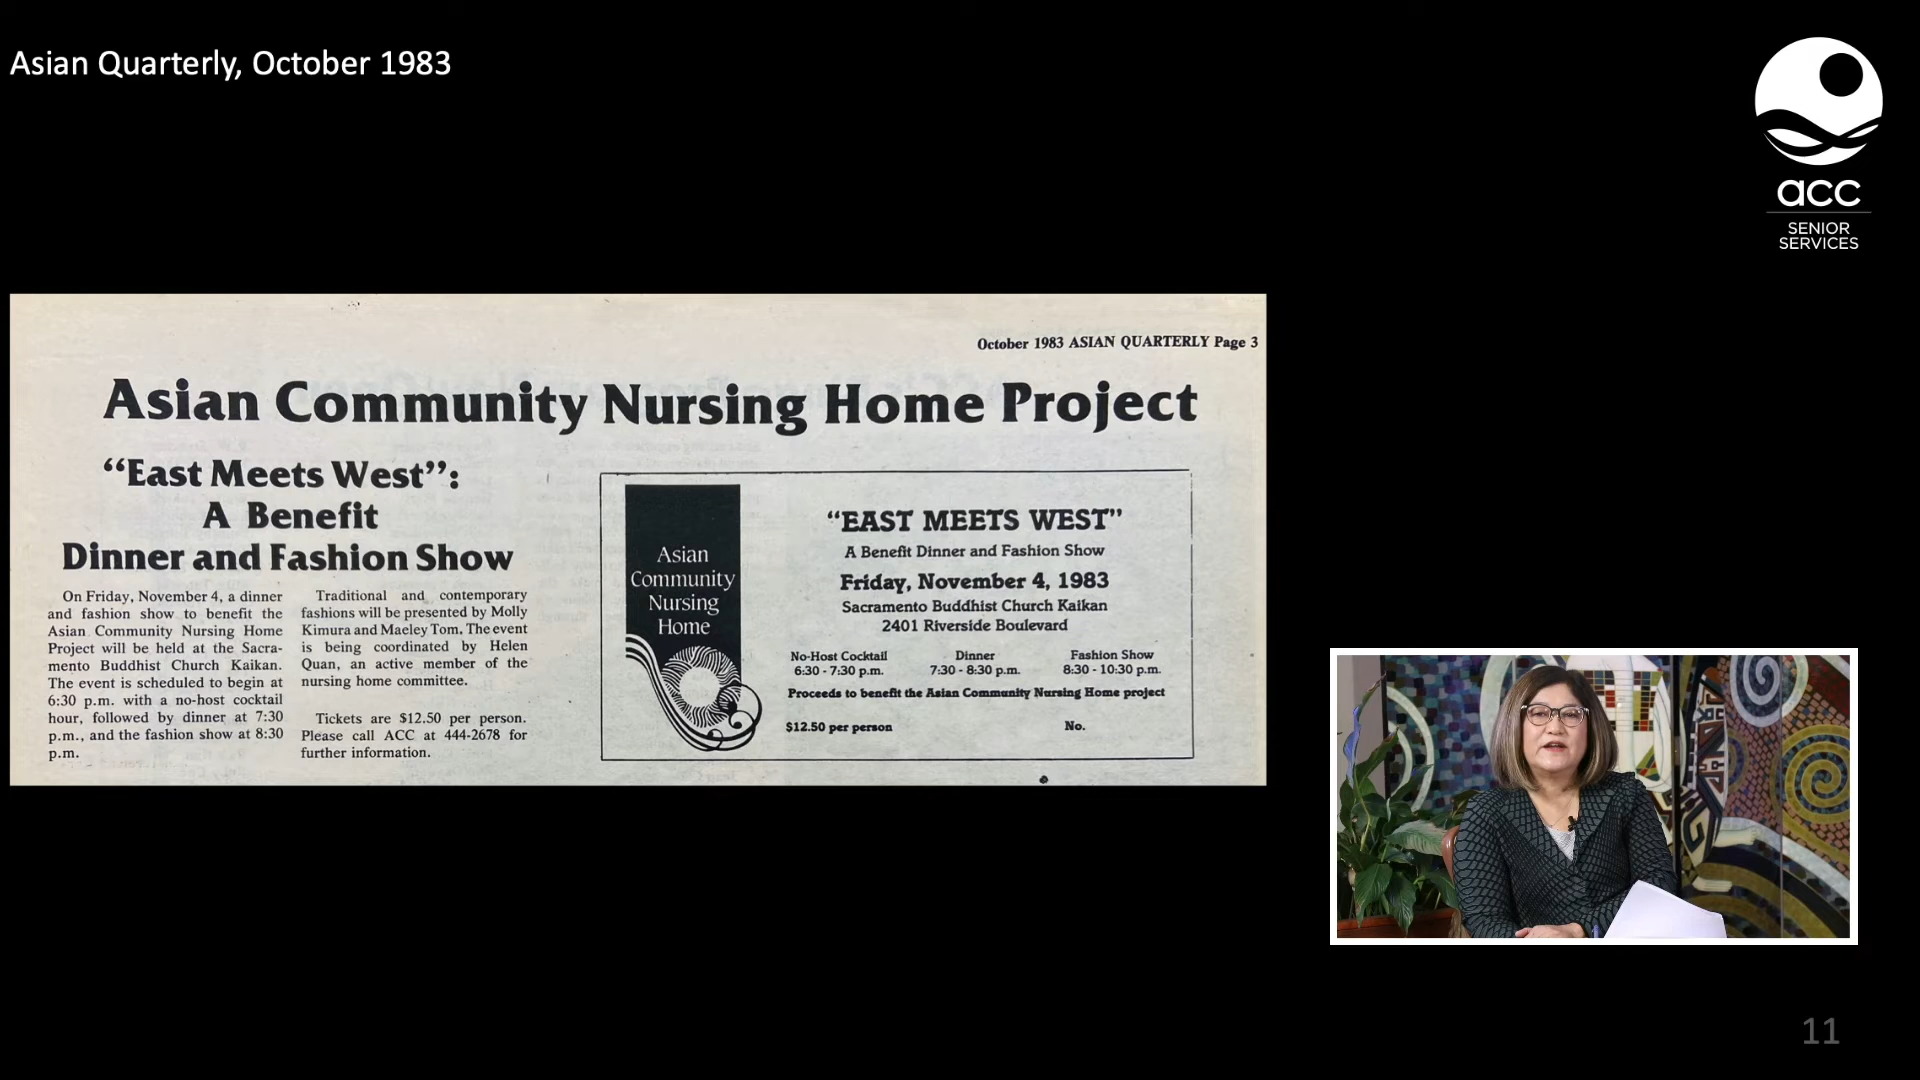 Asian Quarterly, October 1983
acc
SENIOR
SERVICES
October 1983 ASIAN QUARTERLY Page 3
Asian Community Nursing Home Project
“East Meets West”:
A Benefit
Dinner and Fashion Show
On Friday, November 4, a dinner
and fashion show to benefit the
Asian Community Nursing Home
Project will be held at the Sacra-
mento Buddhist Church Kaikan.
The event is scheduled to begin at
6:30 p.m. with a no-host cocktail
hour, followed by dinner at 7:30
p.m., and the fashion show at 8:30
p.m.
Traditional and contemporary
fashions will be presented by Molly
Kimura and Maeley Tom. The event
is being coordinated by Helen
Quan, an active member of the
nursing home committee.
Tickets are $12.50 per person.
Please call ACC at 444-2678 for
further information.
Asian
Community
Nursing
Home
“EAST MEETS WEST”
A Benefit Dinner and Fashion Show
Friday, November 4, 1983
Sacramento Buddhist Church Kaikan
2401 Riverside Boulevard
No-Host Cocktail Dinner Fashion Show
6:30 - 7:30 p.m. 7:30 - 8:30 p.m. 8:30 - 10:30 p.m.
Proceeds to benefit the Asian Community Nursing Home project
$12.50 per person No.
11